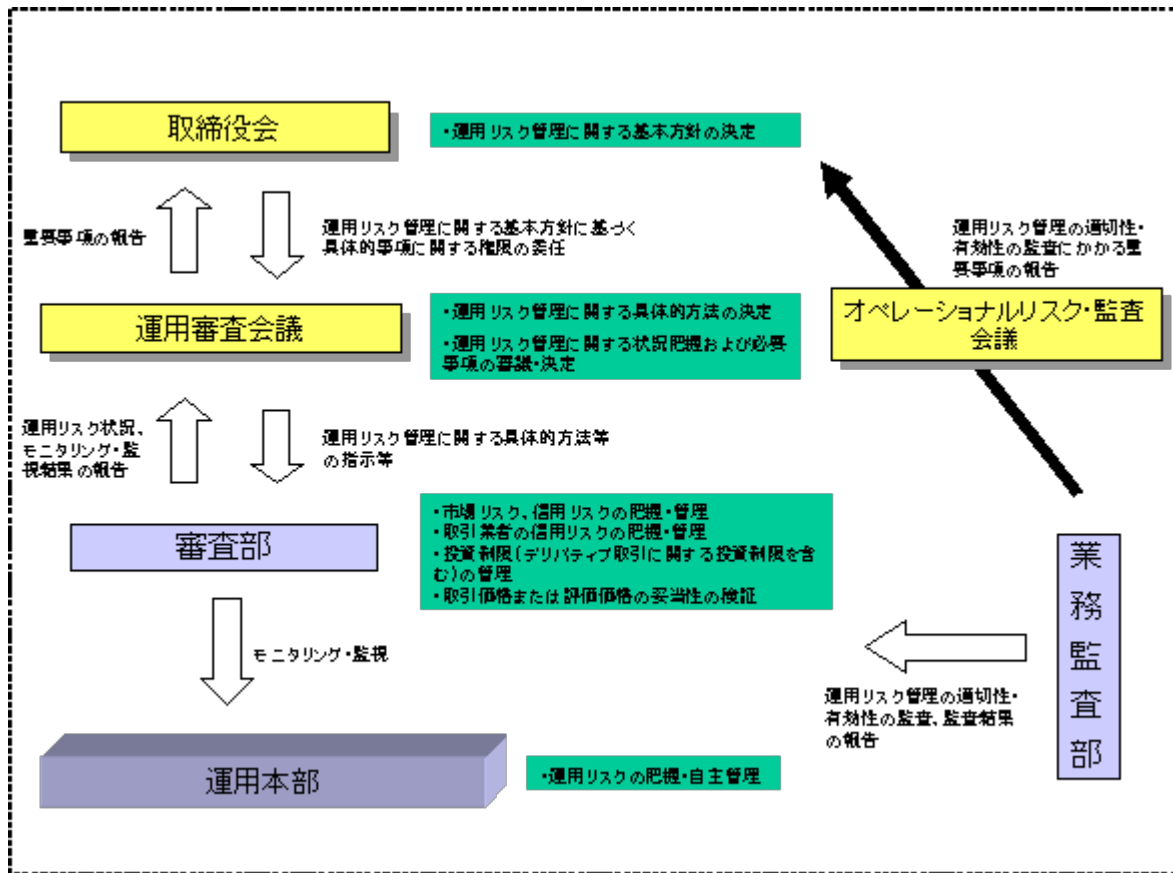 取締役会
・運用リスク管理に関する基本方針の決定
重要事項の報告
運用リスク管理に関する基本方針に基づく
具体的事項に関する権限の委任
運用リスク管理の適切性・
有効性の監査にかかる重
要事項の報告
運用審査会議
・運用リスク管理に関する具体的方法の決定
・運用リスク管理に関する状況把握および必要
事項の審議・決定
オペレーショナルリスク・監査
会議
運用リスク状況、
モニタリング・監
視結果の報告
運用リスク管理に関する具体的方法等
の指示等
審査部
・市場リスク、信用リスクの把握・管理
・取引業者の信用リスクの把握・管理
・投資制限(デリバティブ取引に関する投資制限を含
む)の管理
・取引価格または評価価格の妥当性の検証
業務監査部
モニタリング・監視
運用リスク管理の適切性・
有効性の監査、監査結果
の報告
運用本部
・運用リスクの把握・自主管理